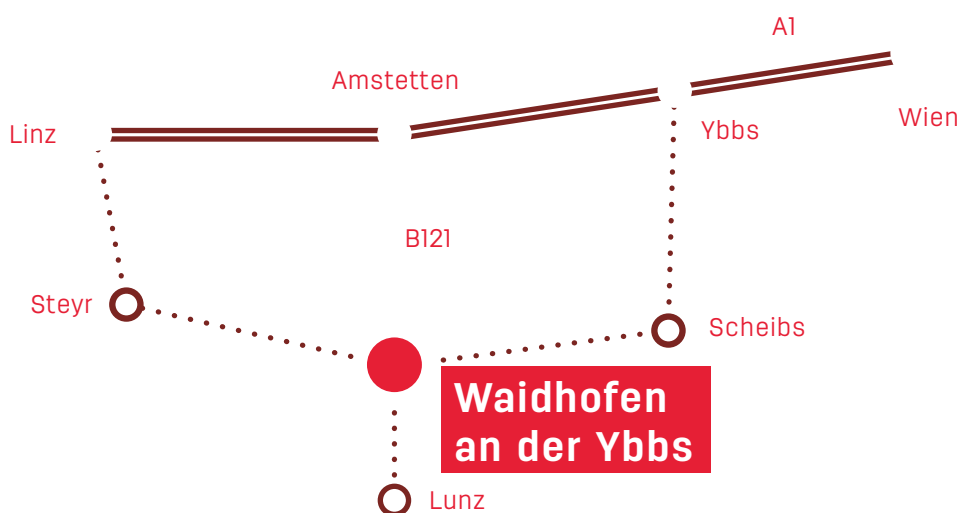 A1
Amstetten
Wien
Linz
Ybbs
B121
Steyr
Scheibs
Waidhofen
an der Ybbs
Lunz